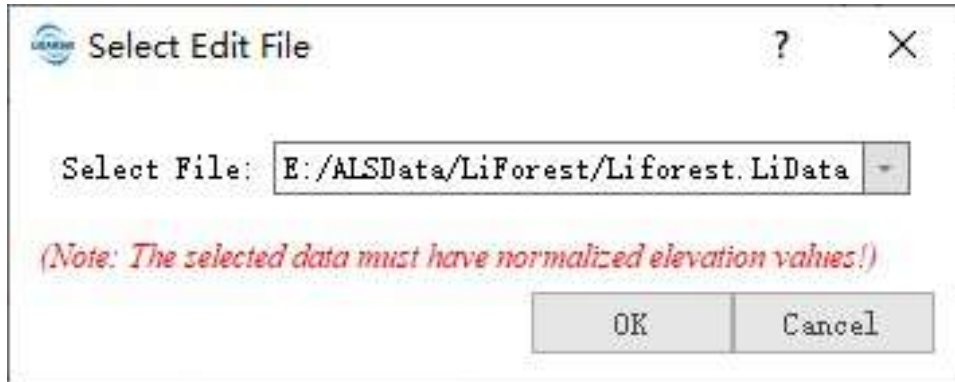 Select Edit File ?
Select File: E:/ALSData/LiForest/Liforest.LiData
(Note: The selected data must have normalized elevation values!)
OK Cancel